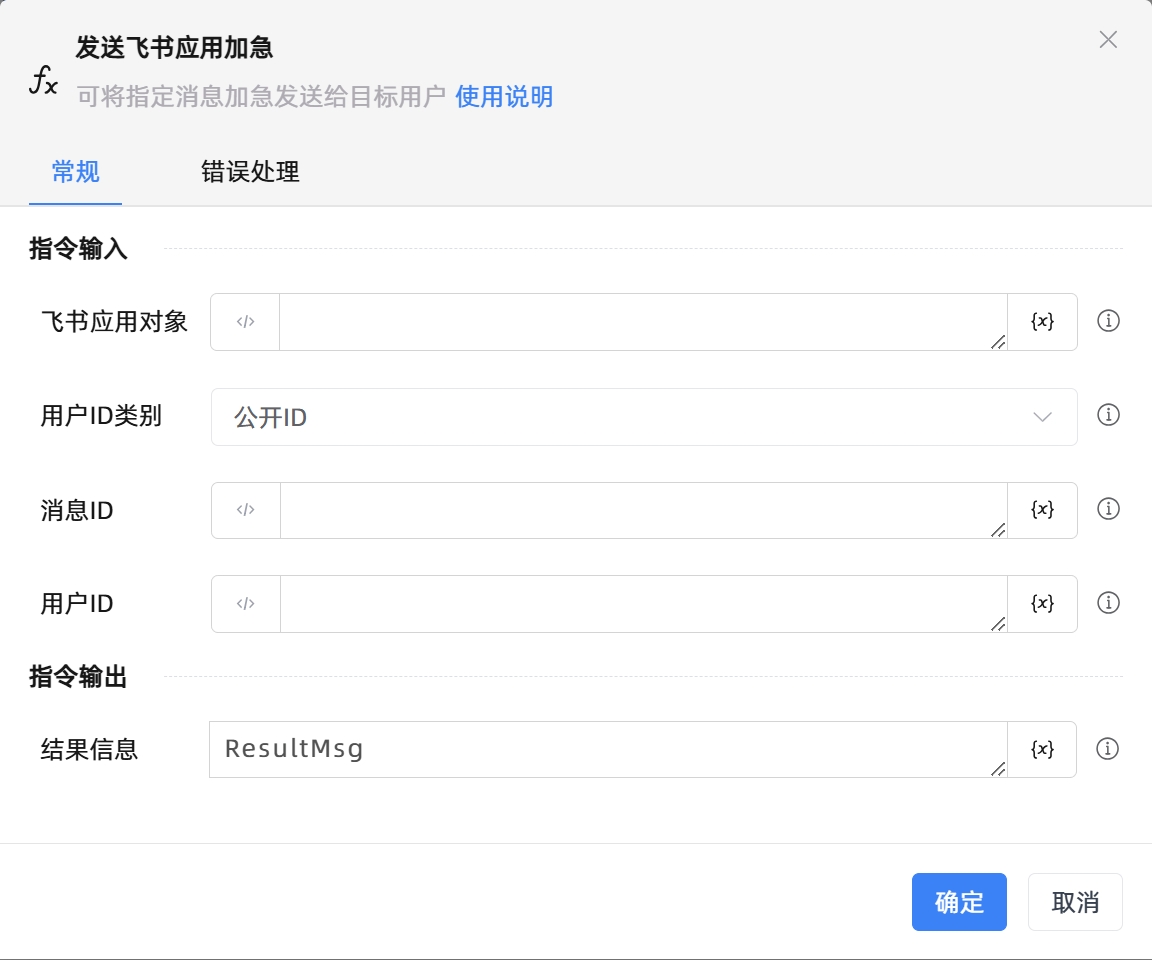 发送飞书应用加急
fx
可将指定消息加急发送给目标用户 使用说明
常规 错误处理
指令输入
飞书应用对象 </> {x}
用户ID类别 公开ID
消息ID </> {x}
用户ID </> {x}
指令输出
结果信息 ResultMsg {x}
确定 取消